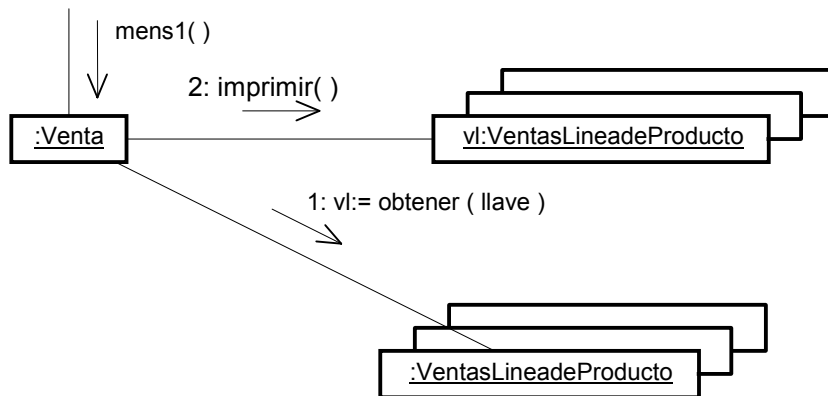 mens1( )
2: imprimir( )
:Venta
vl:VentasLineadeProducto
1: vl:= obtener ( llave )
:VentasLineadeProducto